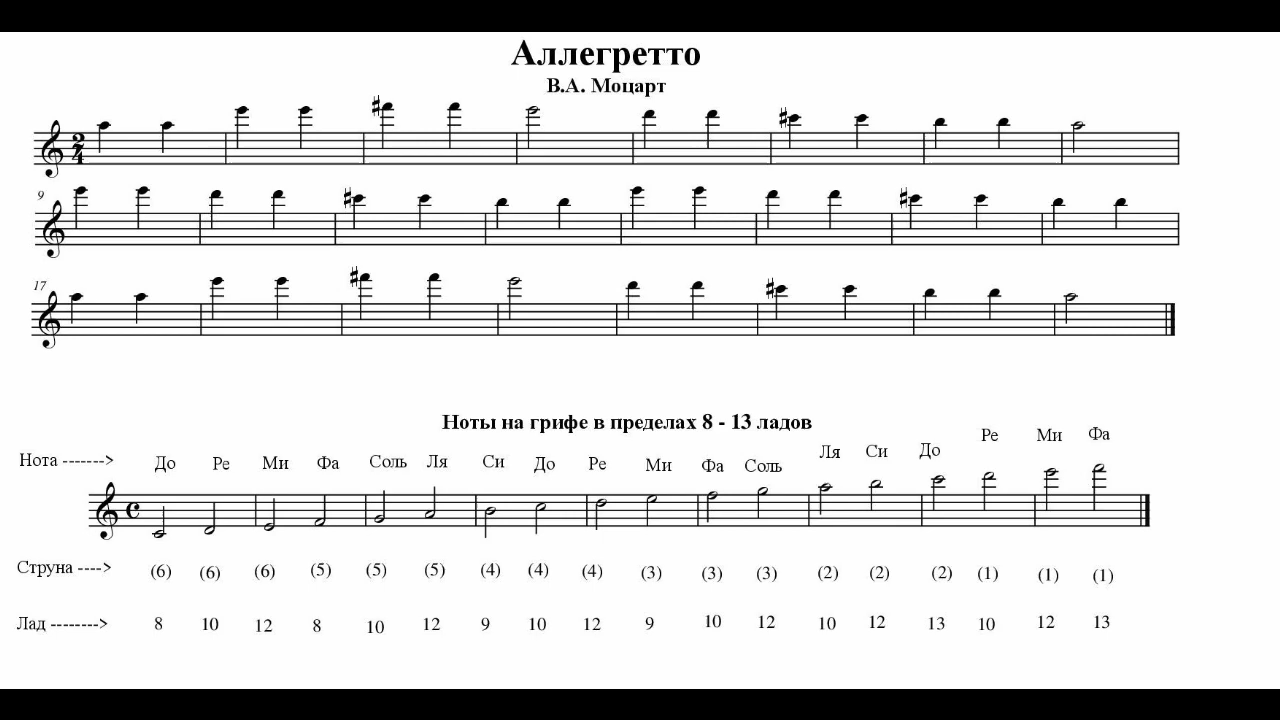 Аллегретто
В.А. Моцарт
2
4
9
17
Ноты на грифе в пределах 8 - 13 ладов
Нота -------> До Ре Ми Фа Соль Ля Си До Ре Ми Фа Соль Ля Си До Ре Ми Фа
Струна ----> (6) (6) (6) (5) (5) (5) (4) (4) (4) (3) (3) (3) (2) (2) (2) (1) (1) (1)
Лад --------> 8 10 12 8 10 12 9 10 12 9 10 12 10 12 13 10 12 13